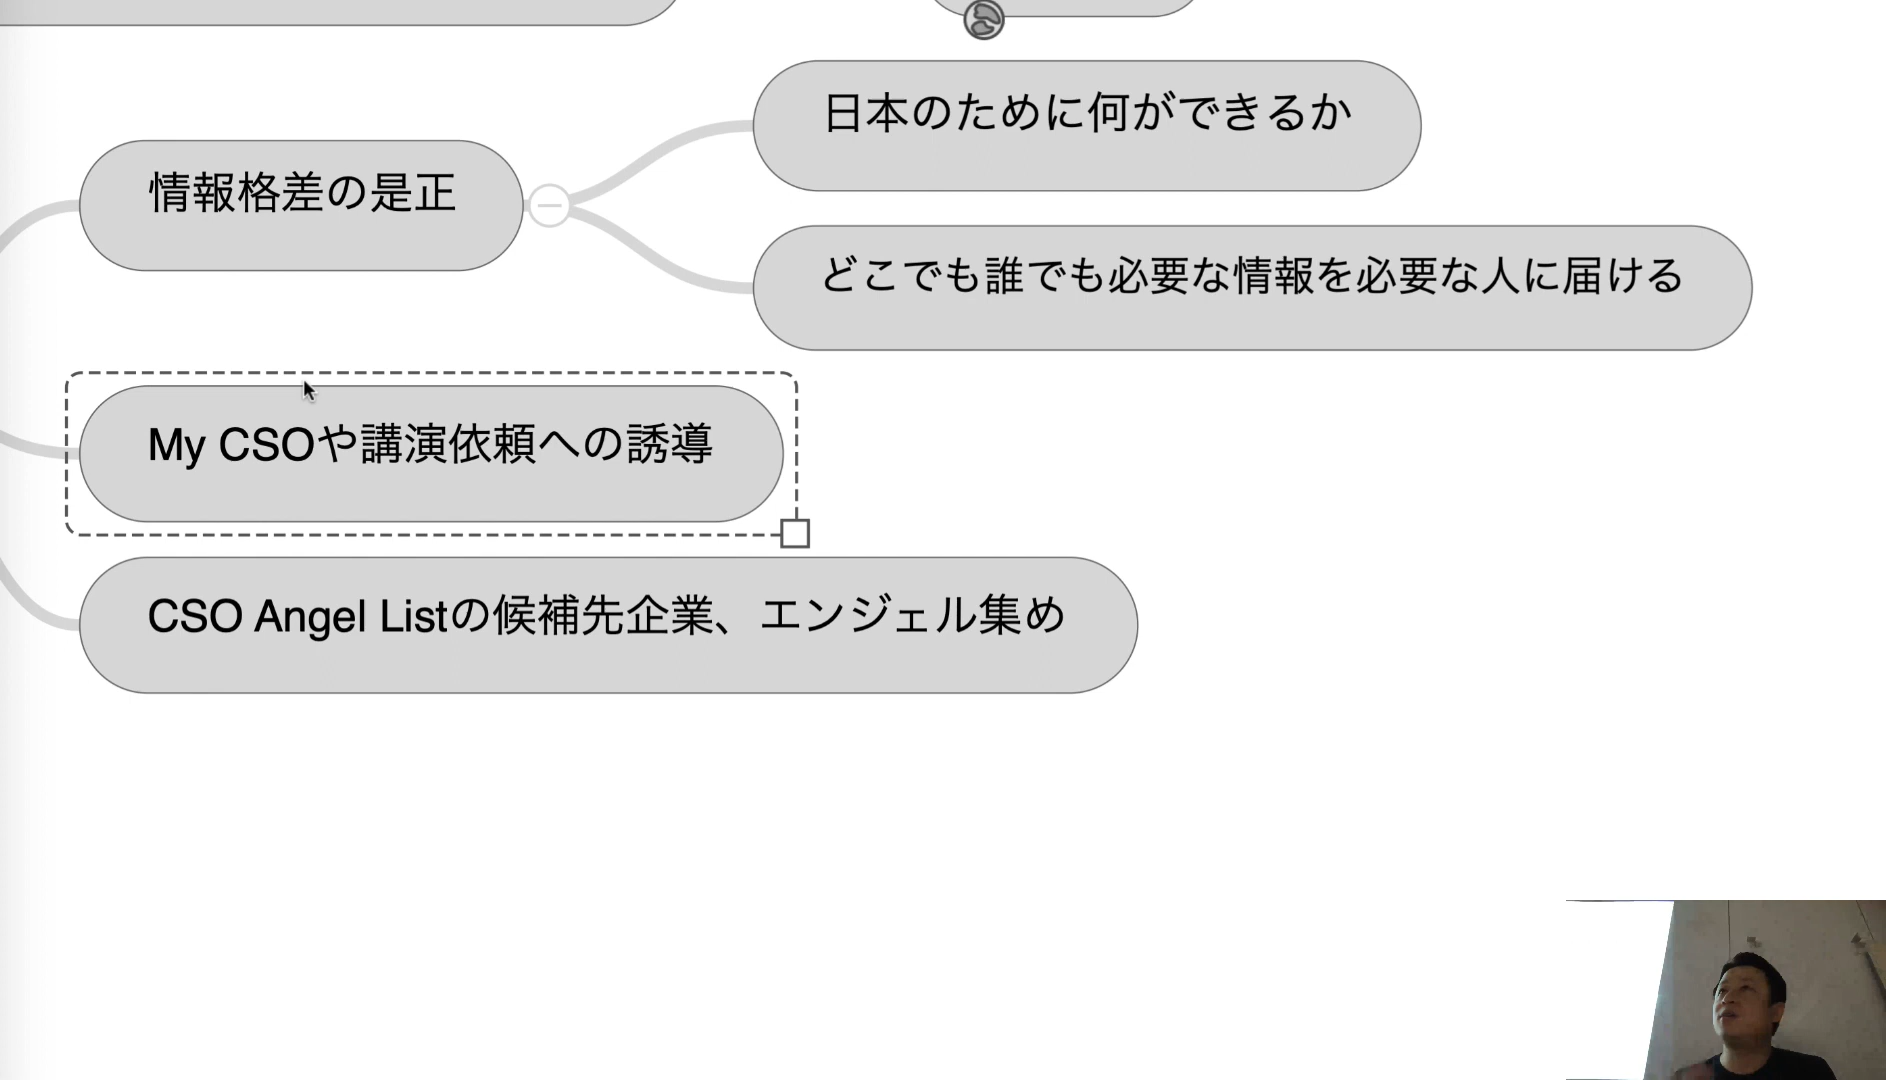 日本のために何ができるか
情報格差の是正
どこでも誰でも必要な情報を必要な人に届ける
My CSOや講演依頼への誘導
CSO Angel Listの候補先企業、エンジェル集め